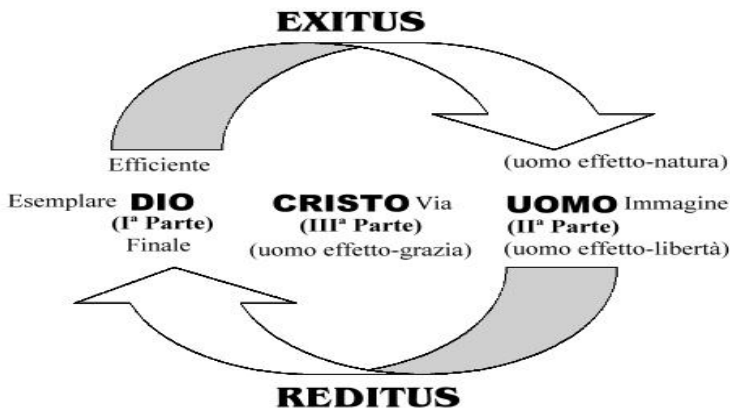 EXITUS
Efficiente
(uomo effetto-natura)
Esemplare DIO CRISTO Via UOMO Immagine
(Iª Parte) (IIIª Parte) (IIª Parte)
Finale (uomo effetto-grazia) (uomo effetto-libertà)
REDITUS